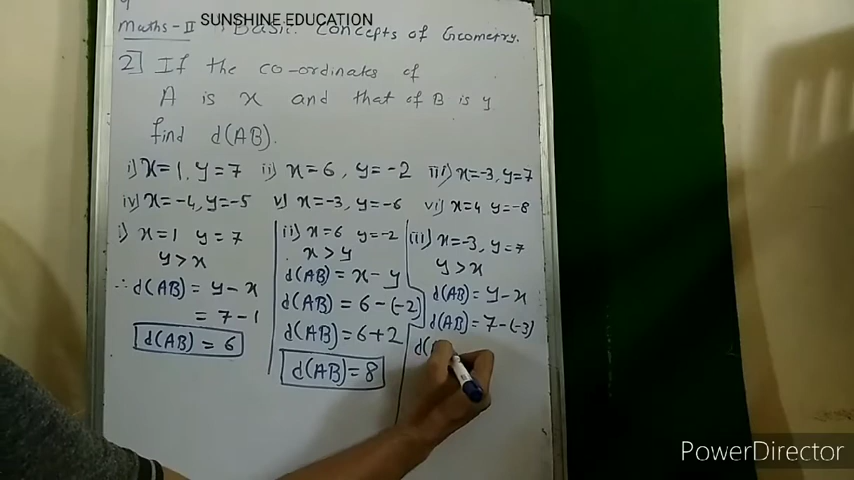 SUNSHINE EDUCATION
Maths-II Basic Concepts of Geometry.
2] If the co-ordinates of
A is x and that of B is y
find d(AB).
i) x=1, y=7 ii) x=6, y=-2 iii) x=-3, y=7
iv) x=-4, y=-5 v) x=-3, y=-6 vi) x=4 y=-8
i) x=1 y=7
y>x
∴ d(AB) = y-x
= 7-1
d(AB) = 6
ii) x=6 y=-2
x>y
d(AB) = x-y
d(AB) = 6-(-2)
d(AB) = 6+2
d(AB) = 8
iii) x=-3, y=7
y>x
d(AB) = y-x
d(AB) = 7-(-3)
d(
PowerDirector